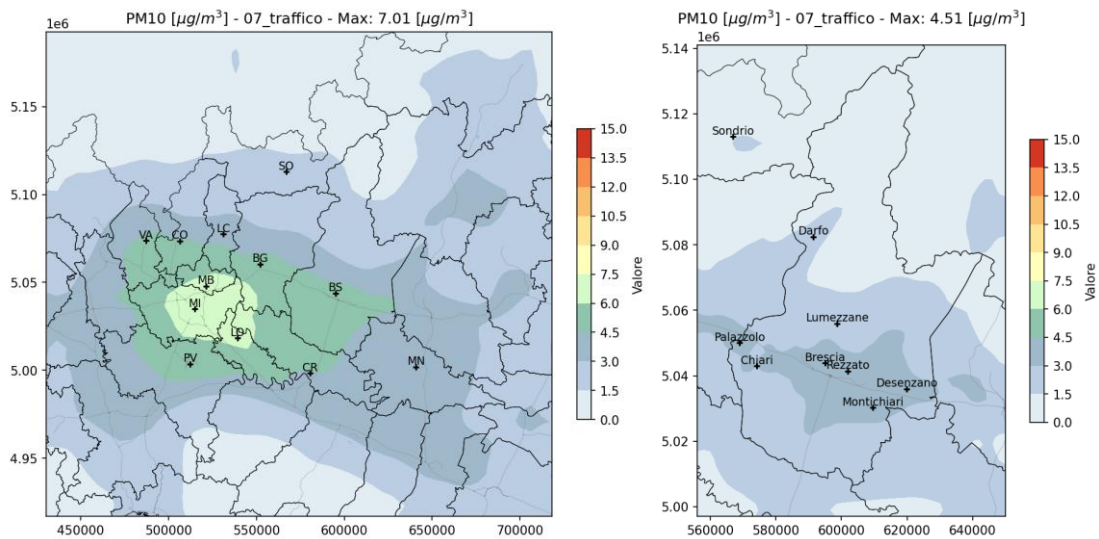 PM10 [μg/m³] - 07_traffico - Max: 7.01 [μg/m³]
1e6
5.15
5.10
5.05
5.00
4.95
SO
VA
CO
LC
BG
MB
BS
MI
LO
PV
CR
MN
450000
500000
550000
600000
650000
700000
15.0
13.5
12.0
10.5
9.0
7.5
6.0
4.5
3.0
1.5
0.0
Valore
PM10 [μg/m³] - 07_traffico - Max: 4.51 [μg/m³]
1e6
5.14
5.12
5.10
5.08
5.06
5.04
5.02
5.00
Sondrio
Darfo
Lumezzane
Palazzolo
Chiari
Brescia
Rezzato
Desenzano
Montichiari
560000
580000
600000
620000
640000
15.0
13.5
12.0
10.5
9.0
7.5
6.0
4.5
3.0
1.5
0.0
Valore